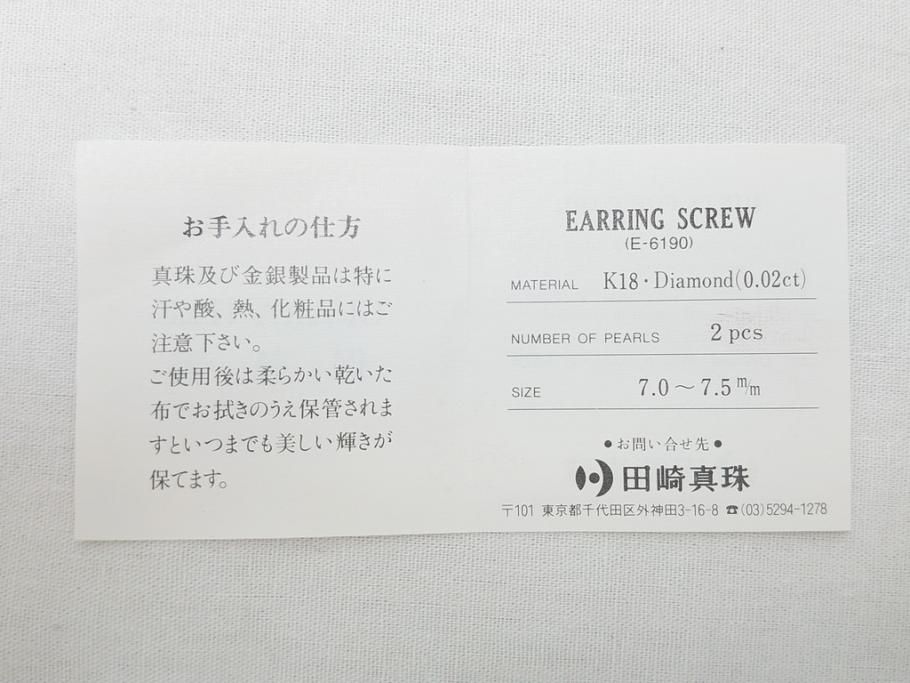 お手入れの仕方
真珠及び金銀製品は特に
汗や酸、熱、化粧品にはご
注意下さい。
ご使用後は柔らかい乾いた
布でお拭きのうえ保管されま
すといつまでも美しい輝きが
保てます。
EARRING SCREW
(E-6190)
MATERIAL K18・Diamond(0.02ct)
NUMBER OF PEARLS 2 pcs
SIZE 7.0〜7.5 m/m
●お問い合せ先●
田崎真珠
〒101 東京都千代田区外神田3-16-8 ☎(03)5294-1278